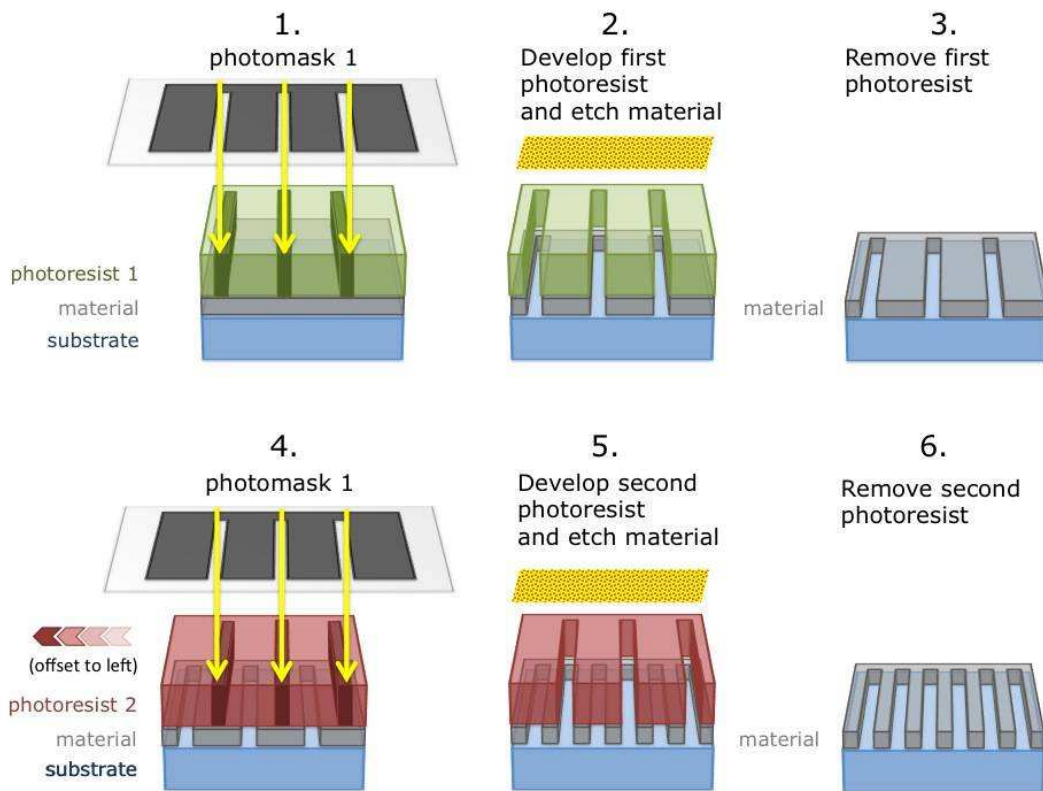 1.
photomask 1
2.
Develop first
photoresist
and etch material
3.
Remove first
photoresist
photoresist 1
material
substrate
material
4.
photomask 1
5.
Develop second
photoresist
and etch material
6.
Remove second
photoresist
(offset to left)
photoresist 2
material
substrate
material